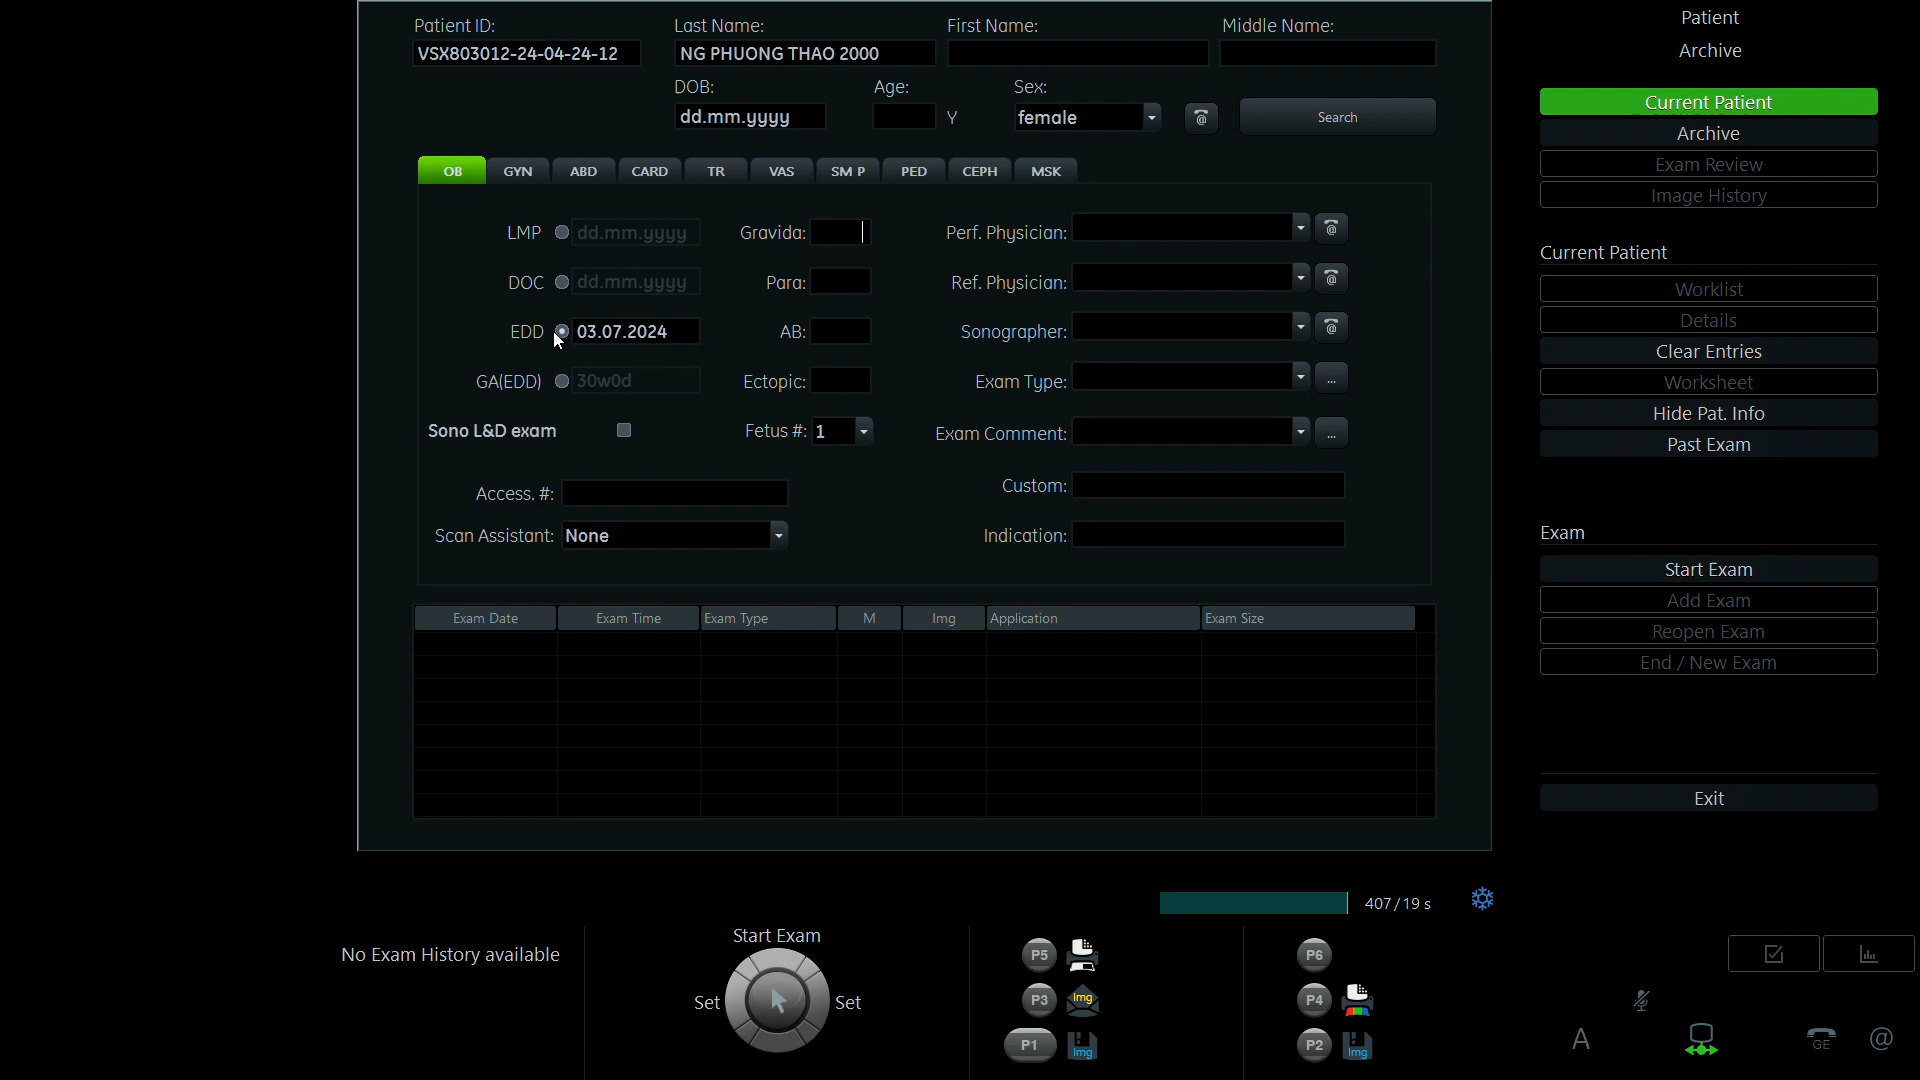 Patient ID: Last Name: First Name: Middle Name:
VSX803012-24-04-24-12 NG PHUONG THAO 2000
DOB: Age: Sex:
dd.mm.yyyy Y female @ Search
OB GYN ABD CARD TR VAS SM P PED CEPH MSK
LMP dd.mm.yyyy Gravida: Perf. Physician: @
DOC dd.mm.yyyy Para: Ref. Physician: @
EDD 03.07.2024 AB: Sonographer: @
GA(EDD) 30w0d Ectopic: Exam Type: ...
Sono L&D exam Fetus #: 1 Exam Comment: ...
Access. #: Custom:
Scan Assistant: None Indication:
Exam Date Exam Time Exam Type M Img Application Exam Size
407/19 s
No Exam History available
Start Exam
Set Set
P5
P3 Img
P1 Img
P6
P4
P2 Img
Patient
Archive
Current Patient
Archive
Exam Review
Image History
Current Patient
Worklist
Details
Clear Entries
Worksheet
Hide Pat. Info
Past Exam
Exam
Start Exam
Add Exam
Reopen Exam
End / New Exam
Exit
A GE @